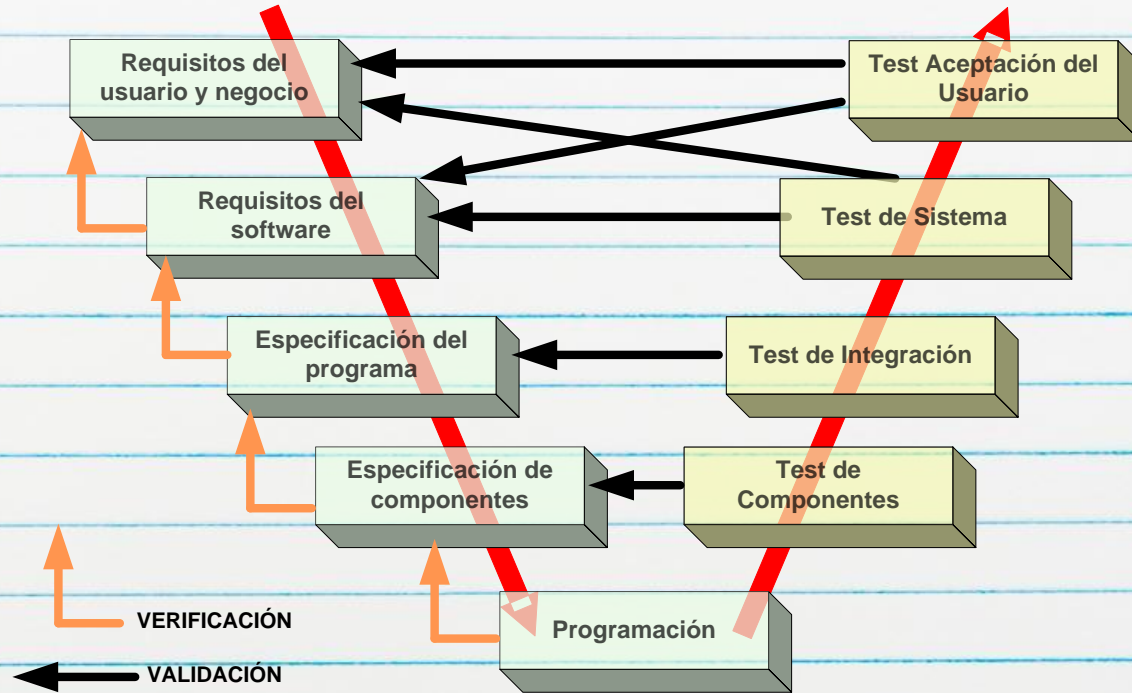 Requisitos del
usuario y negocio
Test Aceptación del
Usuario
Requisitos del
software
Test de Sistema
Especificación del
programa
Test de Integración
Especificación de
componentes
Test de
Componentes
Programación
VERIFICACIÓN
VALIDACIÓN